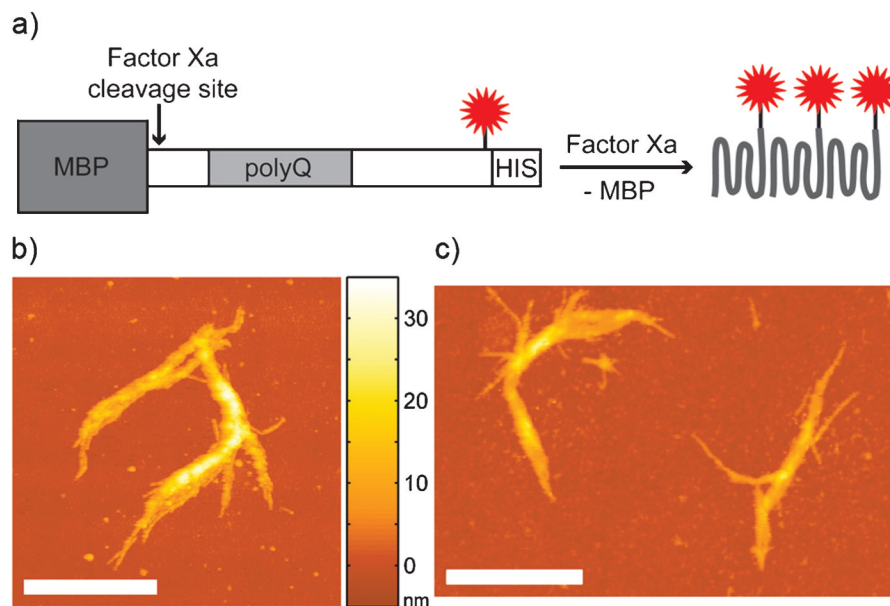 a)
Factor Xa
cleavage site
MBP
polyQ
HIS
Factor Xa
- MBP
b)
c)
30
20
10
0
nm